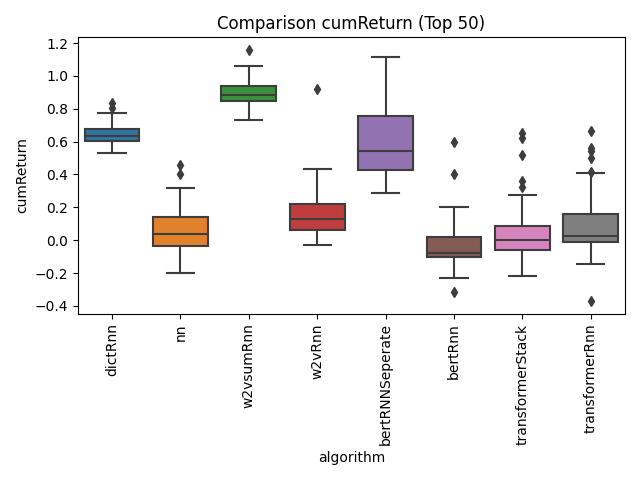 Comparison cumReturn (Top 50)
1.2
1.0
0.8
0.6
0.4
0.2
0.0
−0.2
−0.4
cumReturn
dictRnn
nn
w2vsumRnn
w2vRnn
bertRNNSeperate
bertRnn
transformerStack
transformerRnn
algorithm